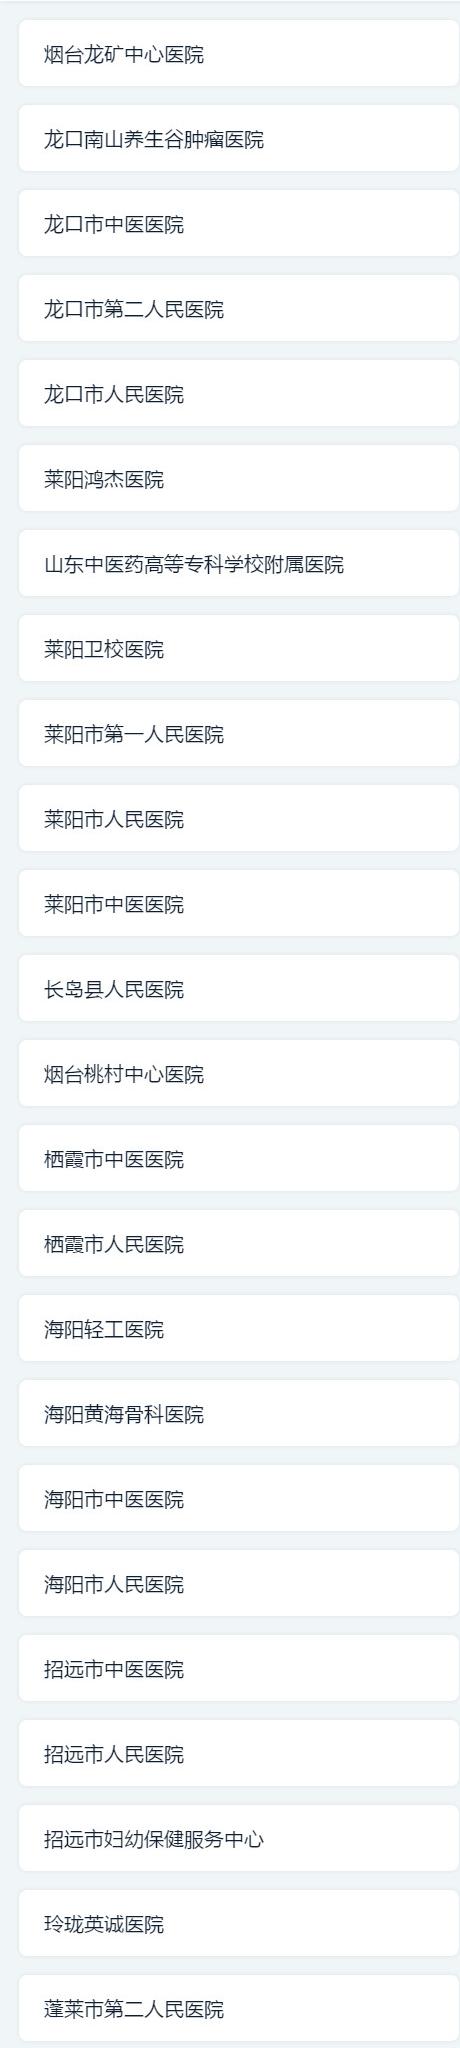 烟台龙矿中心医院
龙口南山养生谷肿瘤医院
龙口市中医医院
龙口市第二人民医院
龙口市人民医院
莱阳鸿杰医院
山东中医药高等专科学校附属医院
莱阳卫校医院
莱阳市第一人民医院
莱阳市人民医院
莱阳市中医医院
长岛县人民医院
烟台桃村中心医院
栖霞市中医医院
栖霞市人民医院
海阳轻工医院
海阳黄海骨科医院
海阳市中医医院
海阳市人民医院
招远市中医医院
招远市人民医院
招远市妇幼保健服务中心
玲珑英诚医院
蓬莱市第二人民医院